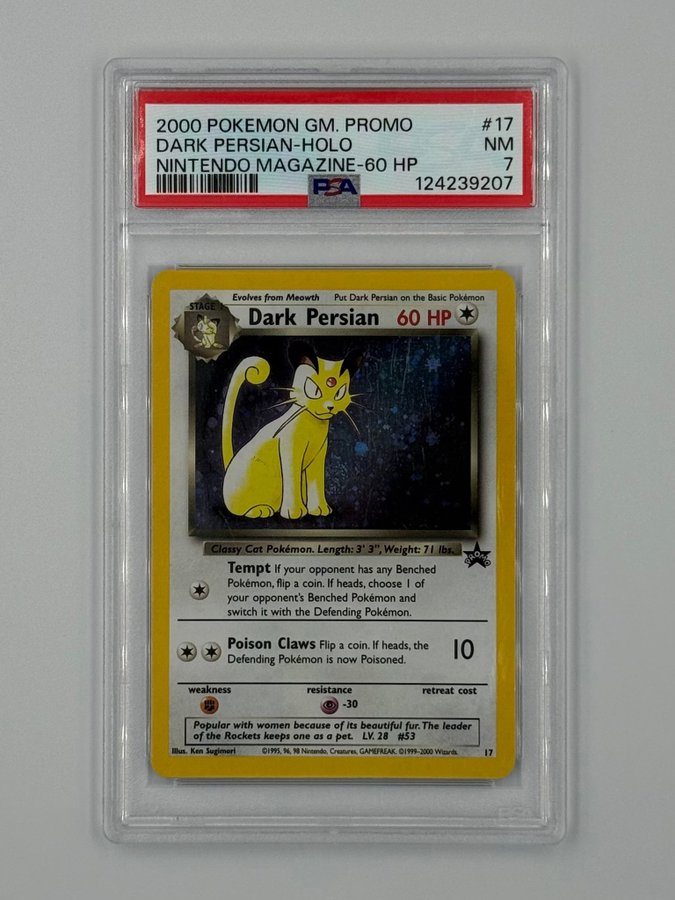 2000 POKEMON GM. PROMO #17
DARK PERSIAN-HOLO NM
NINTENDO MAGAZINE-60 HP 7
PSA 124239207
Evolves from Meowth Put Dark Persian on the Basic Pokémon
STAGE 1
Dark Persian 60 HP
Classy Cat Pokémon. Length: 3' 3", Weight: 71 lbs.
PROMO
Tempt If your opponent has any Benched
Pokémon, flip a coin. If heads, choose 1 of
your opponent's Benched Pokémon and
switch it with the Defending Pokémon.
Poison Claws Flip a coin. If heads, the
Defending Pokémon is now Poisoned.
10
weakness resistance retreat cost
-30
Popular with women because of its beautiful fur. The leader
of the Rockets keeps one as a pet. LV. 28 #53
Illus. Ken Sugimori ©1995, 96, 98 Nintendo, Creatures, GAMEFREAK. ©1999-2000 Wizards. 17
PSA